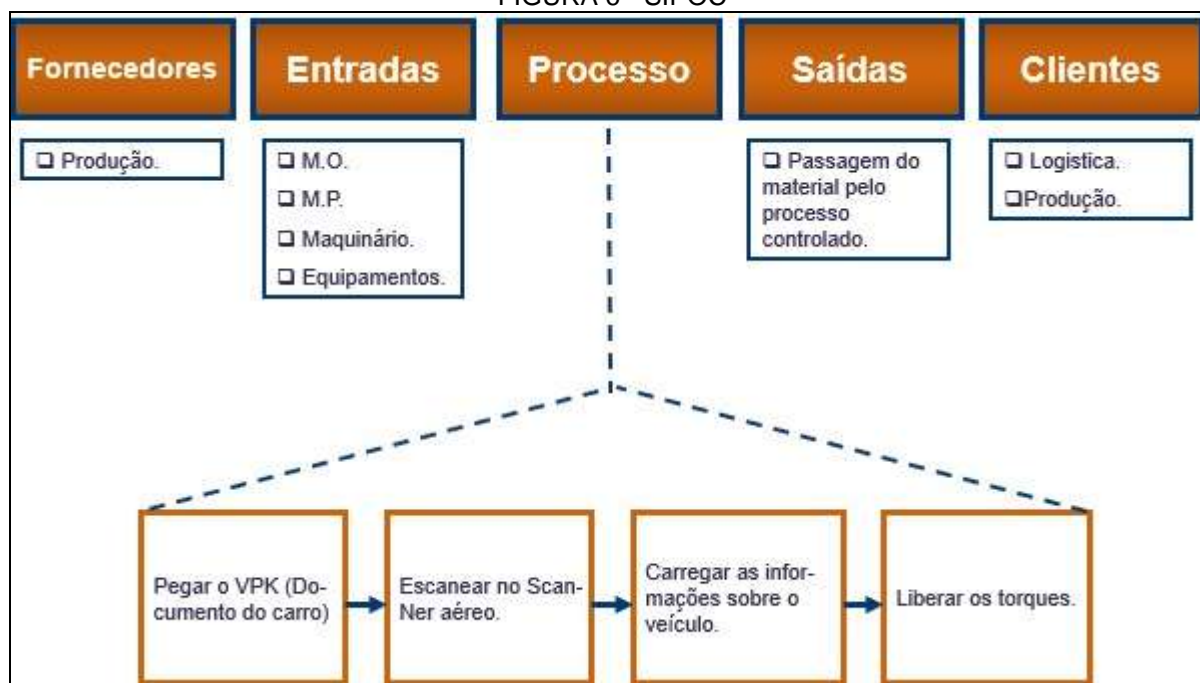 Fornecedores
Entradas
Processo
Saídas
Clientes
❑ Produção.
❑ M.O.
❑ M.P.
❑ Maquinário.
❑ Equipamentos.
❑ Passagem do
material pelo
processo
controlado.
❑ Logistica.
❑Produção.
Pegar o VPK (Do-
cumento do carro)
Escanear no Scan-
Ner aéreo.
Carregar as infor-
mações sobre o
veículo.
Liberar os torques.